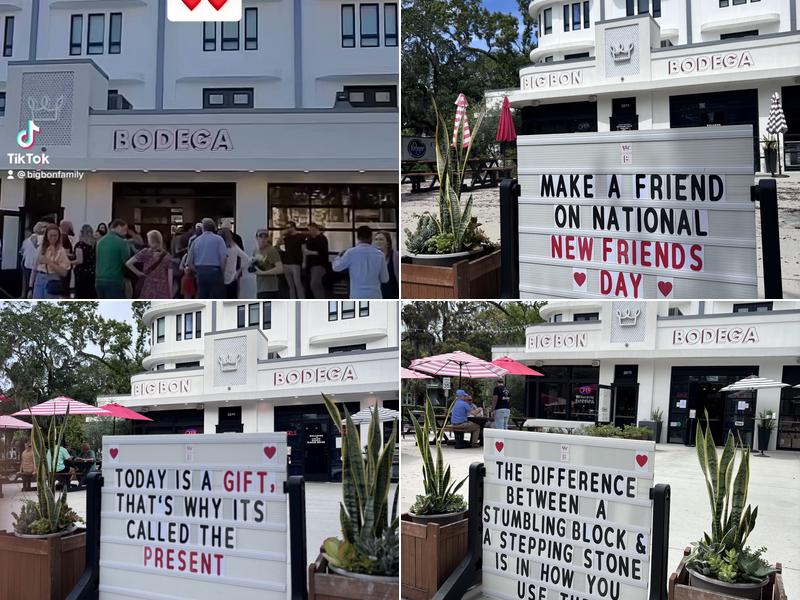 BODEGA
TikTok
@bigbonfamily
BIG BON
BODEGA
MAKE A FRIEND
ON NATIONAL
NEW FRIENDS
DAY
BIG BON
BODEGA
TODAY IS A GIFT,
THAT'S WHY ITS
CALLED THE
PRESENT
BIG BON
BODEGA
THE DIFFERENCE
BETWEEN A
STUMBLING BLOCK &
A STEPPING STONE
IS IN HOW YOU
USE